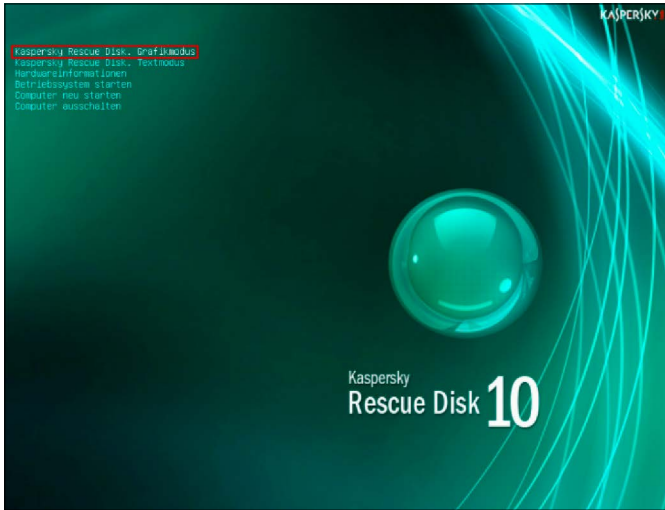 KASPERSKY
Kaspersky Rescue Disk. Grafikmodus
Kaspersky Rescue Disk. Textmodus
Hardwareinformationen
Betriebssystem starten
Computer neu starten
Computer ausschalten
Kaspersky
Rescue Disk 10